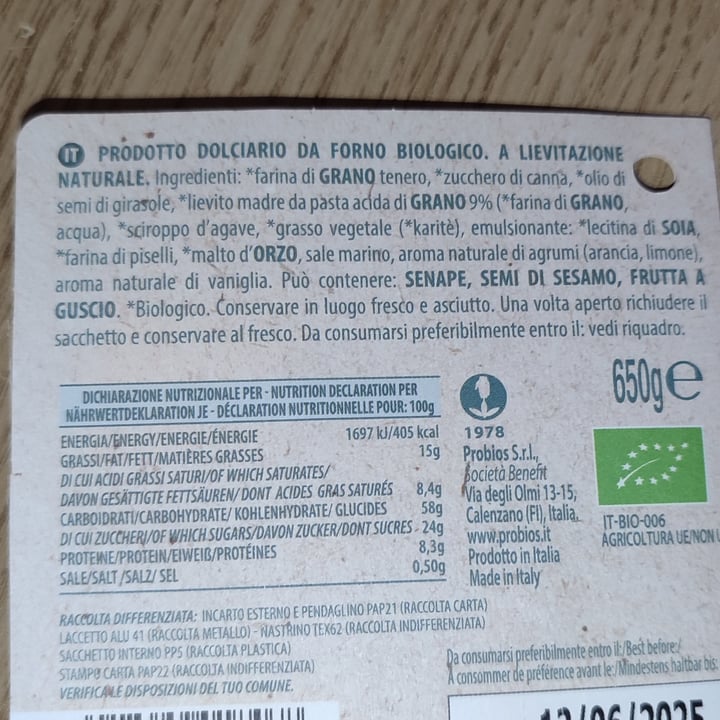 IT PRODOTTO DOLCIARIO DA FORNO BIOLOGICO. A LIEVITAZIONE
NATURALE. Ingredienti: *farina di GRANO tenero, *zucchero di canna, *olio di
semi di girasole, *lievito madre da pasta acida di GRANO 9% (*farina di GRANO,
acqua), *sciroppo d'agave, *grasso vegetale (*karitè), emulsionante: *lecitina di SOIA,
*farina di piselli, *malto d'ORZO, sale marino, aroma naturale di agrumi (arancia, limone),
aroma naturale di vaniglia. Può contenere: SENAPE, SEMI DI SESAMO, FRUTTA A
GUSCIO. *Biologico. Conservare in luogo fresco e asciutto. Una volta aperto richiudere il
sacchetto e conservare al fresco. Da consumarsi preferibilmente entro il: vedi riquadro.
DICHIARAZIONE NUTRIZIONALE PER - NUTRITION DECLARATION PER
NÄHRWERTDEKLARATION JE - DÉCLARATION NUTRITIONNELLE POUR: 100g
ENERGIA/ENERGY/ENERGIE/ÉNERGIE 1697 kJ/405 kcal
GRASSI/FAT/FETT/MATIÈRES GRASSES 15g
DI CUI ACIDI GRASSI SATURI/OF WHICH SATURATES/
DAVON GESÄTTIGTE FETTSÄUREN/ DONT ACIDES GRAS SATURÉS 8,4g
CARBOIDRATI/CARBOHYDRATE/ KOHLENHYDRATE/ GLUCIDES 58g
DI CUI ZUCCHERI/OF WHICH SUGARS/DAVON ZUCKER/DONT SUCRES 24g
PROTEINE/PROTEIN/EIWEIß/PROTÉINES 8,3g
SALE/SALT/SALZ/ SEL 0,50g
650g e
1978
Probios S.r.l.,
Società Benefit
Via degli Olmi 13-15,
Calenzano (FI), Italia.
www.probios.it
Prodotto in Italia
Made in Italy
IT-BIO-006
AGRICOLTURA UE/NON
RACCOLTA DIFFERENZIATA: INCARTO ESTERNO E PENDAGLINO PAP21 (RACCOLTA CARTA)
LACCETTO ALU 41 (RACCOLTA METALLO) - NASTRINO TEX62 (RACCOLTA INDIFFERENZIATA)
SACCHETTO INTERNO PP5 (RACCOLTA PLASTICA)
STAMPO CARTA PAP22 (RACCOLTA INDIFFERENZIATA)
VERIFICA LE DISPOSIZIONI DEL TUO COMUNE.
Da consumarsi preferibilmente entro il:/Best before:/
À consommer de préférence avant le:/Mindestens haltbar bis: